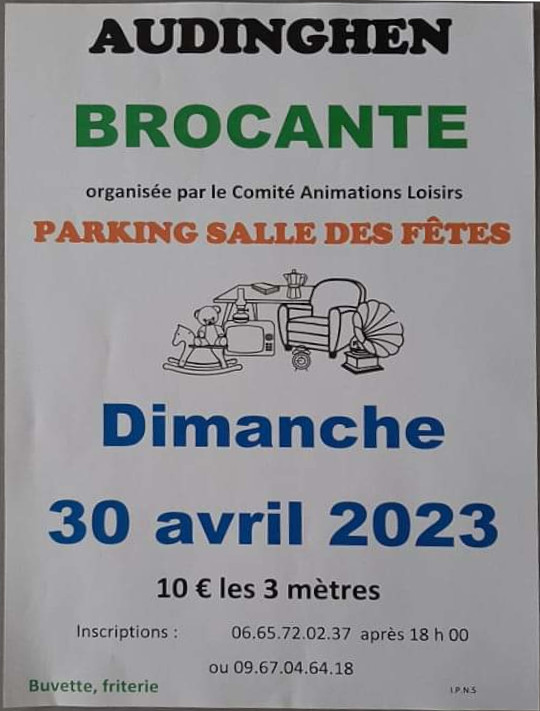 AUDINGHEN
BROCANTE
organisée par le Comité Animations Loisirs
PARKING SALLE DES FÊTES
Dimanche
30 avril 2023
10 € les 3 mètres
Inscriptions : 06.65.72.02.37 après 18 h 00
ou 09.67.04.64.18
Buvette, friterie
I.P.N.S